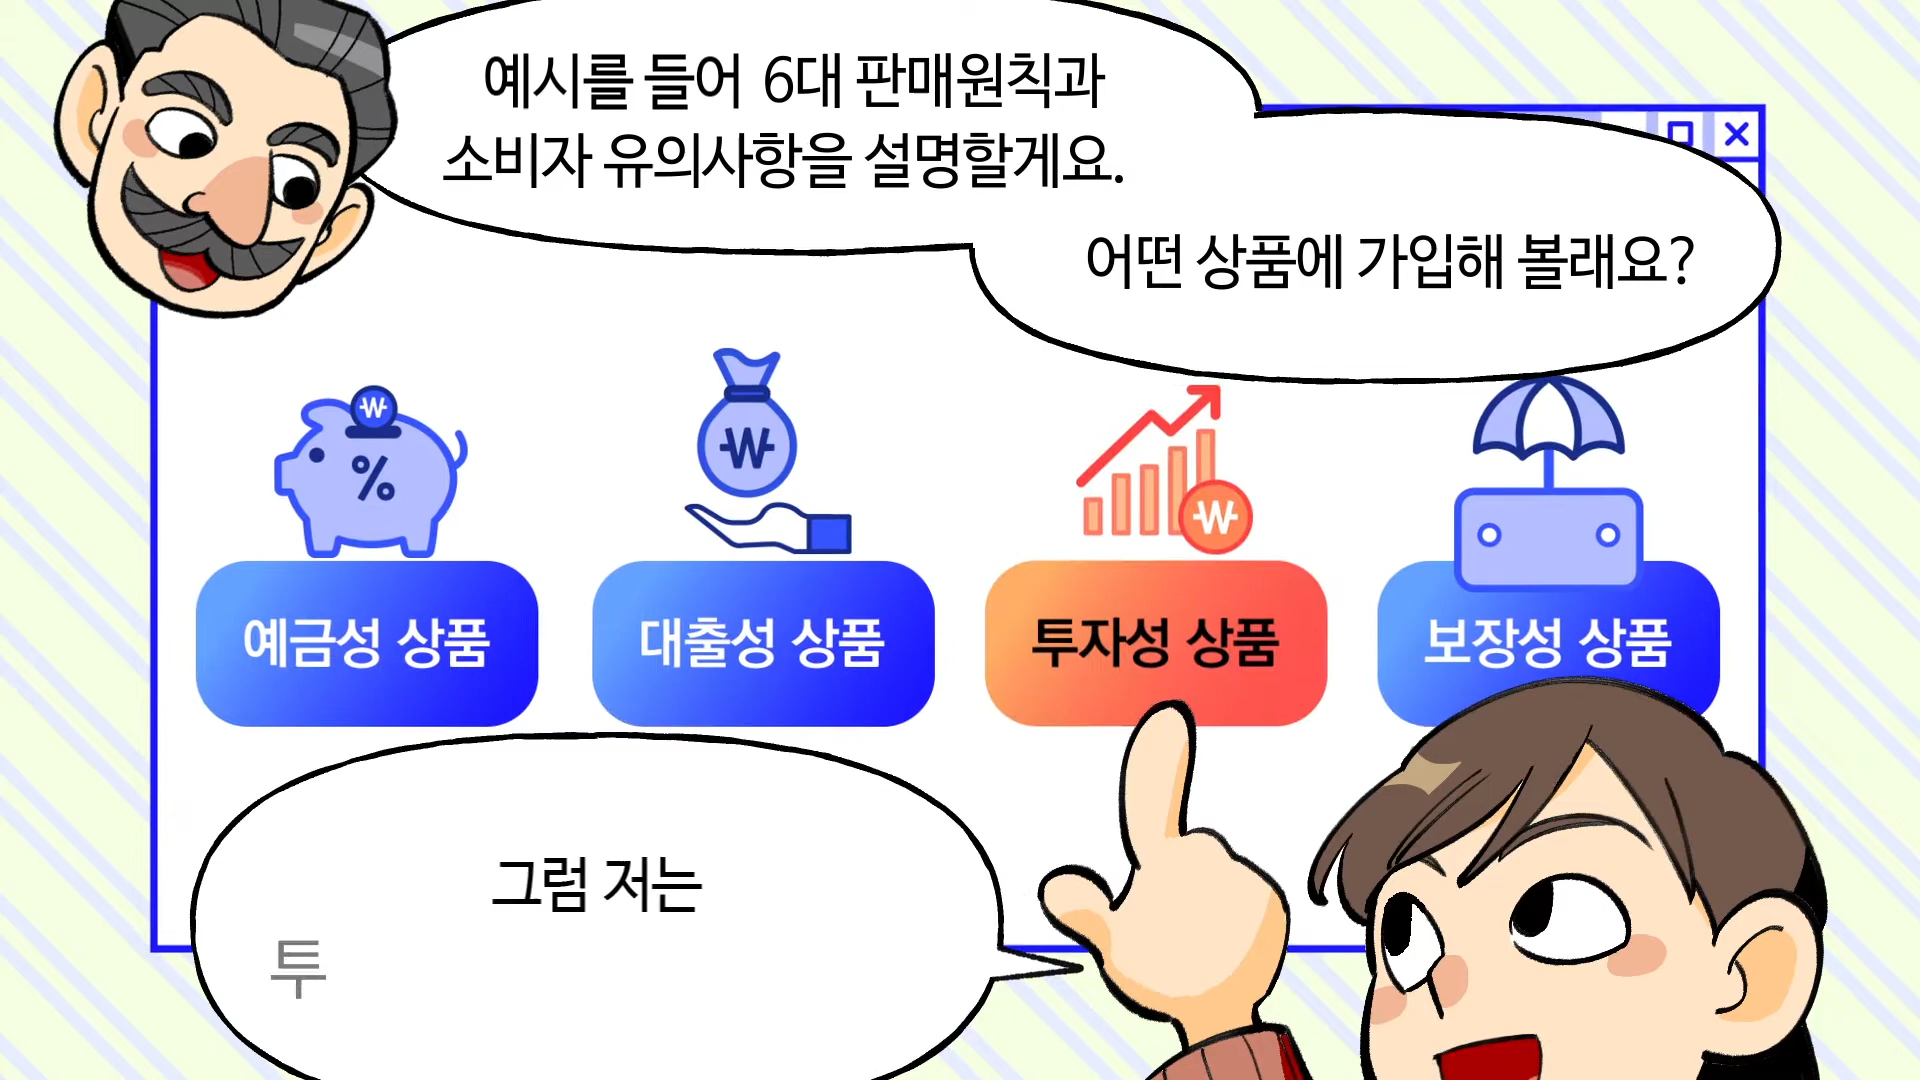 예시를 들어 6대 판매원칙과
소비자 유의사항을 설명할게요.
어떤 상품에 가입해 볼래요?
₩
%
₩
₩
예금성 상품
대출성 상품
투자성 상품
보장성 상품
그럼 저는
투